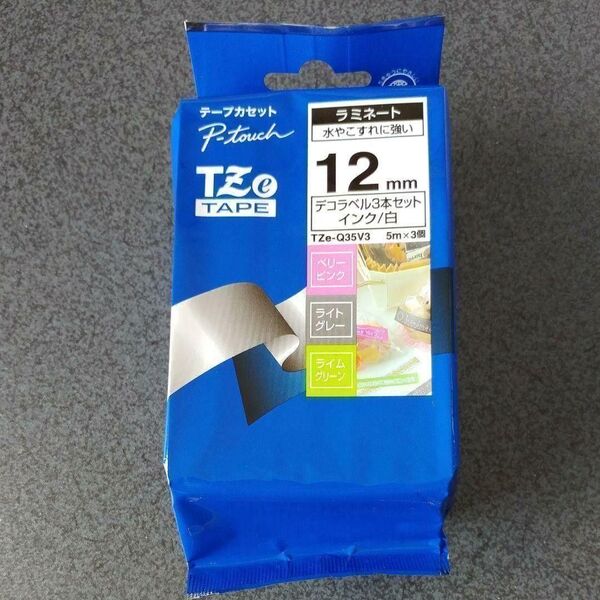 テープカセット
P-touch
TZe
TAPE
ラミネート
水やこすれに強い
12mm
デコラベル3本セット
インク/白
TZe-Q35V3 5m×3個
ベリー
ピンク
ライト
グレー
ライム
グリーン